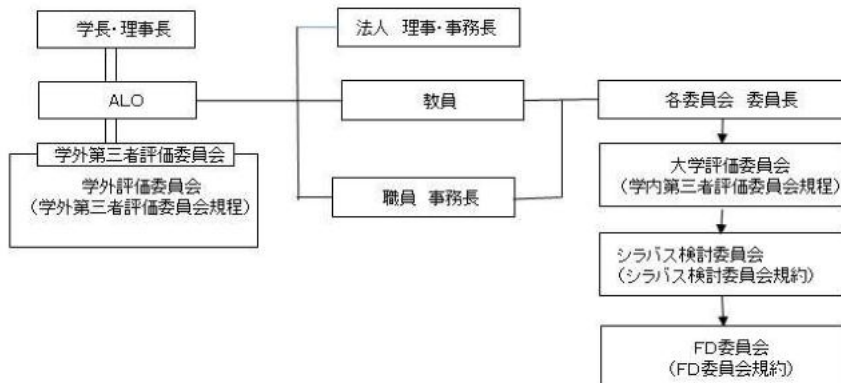 学長・理事長
法人 理事・事務長
ALO
教員
各委員会 委員長
学外第三者評価委員会
学外評価委員会
(学外第三者評価委員会規程)
職員 事務長
大学評価委員会
(学内第三者評価委員会規程)
シラバス検討委員会
(シラバス検討委員会規約)
FD委員会
(FD委員会規約)